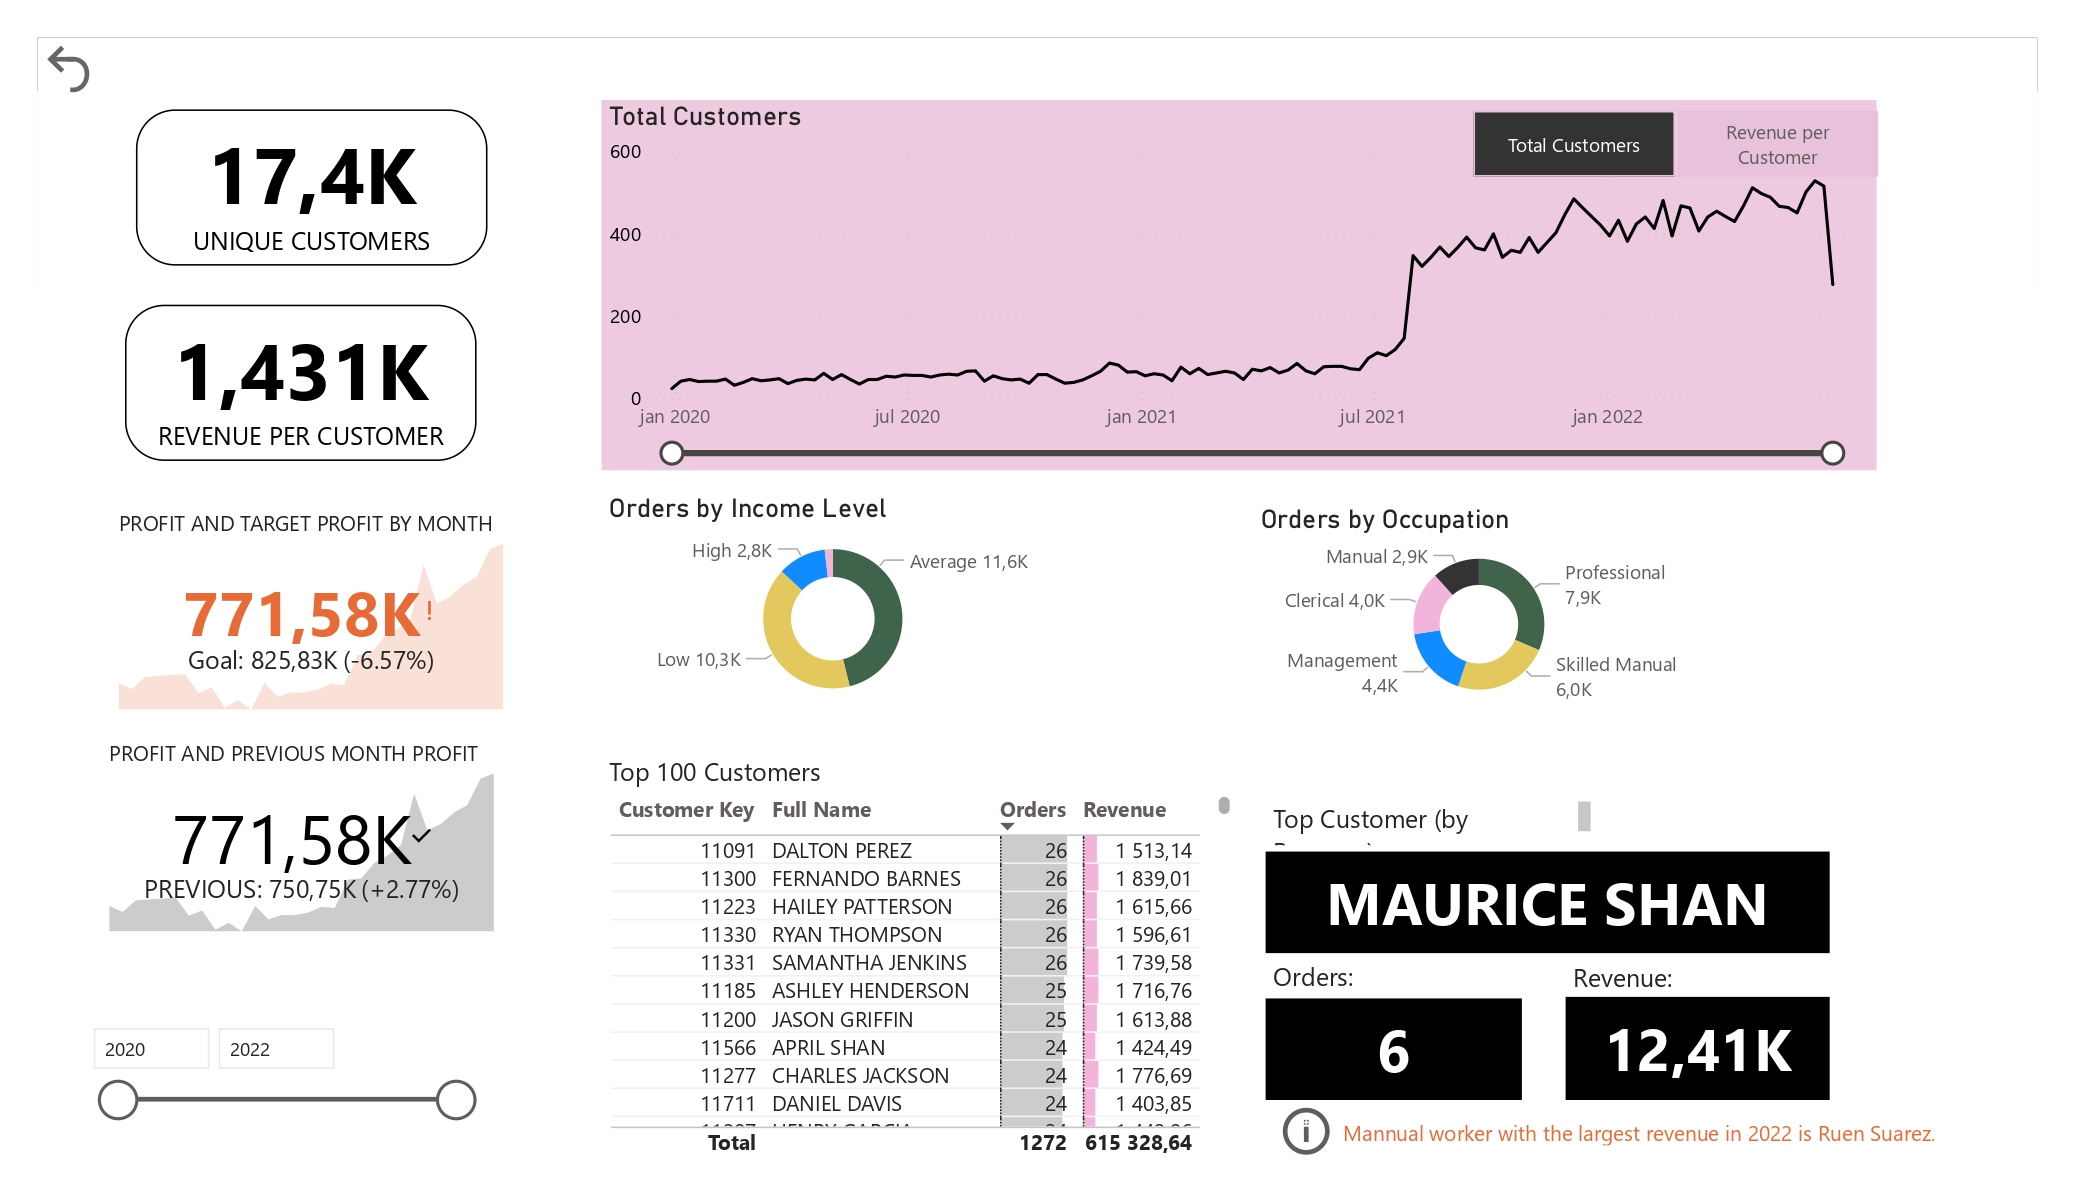 17,4K
UNIQUE CUSTOMERS
1,431K
REVENUE PER CUSTOMER
PROFIT AND TARGET PROFIT BY MONTH
771,58K!
Goal: 825,83K (-6.57%)
PROFIT AND PREVIOUS MONTH PROFIT
771,58K
PREVIOUS: 750,75K (+2.77%)
2020 2022
Total Customers
Total Customers
Revenue per
Customer
600
400
200
0
jan 2020 jul 2020 jan 2021 jul 2021 jan 2022
Orders by Income Level
High 2,8K
Average 11,6K
Low 10,3K
Orders by Occupation
Manual 2,9K
Professional
7,9K
Clerical 4,0K
Management
4,4K
Skilled Manual
6,0K
Top 100 Customers
Customer Key Full Name Orders Revenue
11091 DALTON PEREZ 26 1 513,14
11300 FERNANDO BARNES 26 1 839,01
11223 HAILEY PATTERSON 26 1 615,66
11330 RYAN THOMPSON 26 1 596,61
11331 SAMANTHA JENKINS 26 1 739,58
11185 ASHLEY HENDERSON 25 1 716,76
11200 JASON GRIFFIN 25 1 613,88
11566 APRIL SHAN 24 1 424,49
11277 CHARLES JACKSON 24 1 776,69
11711 DANIEL DAVIS 24 1 403,85
Total 1272 615 328,64
Top Customer (by
MAURICE SHAN
Orders:
6
Revenue:
12,41K
Mannual worker with the largest revenue in 2022 is Ruen Suarez.